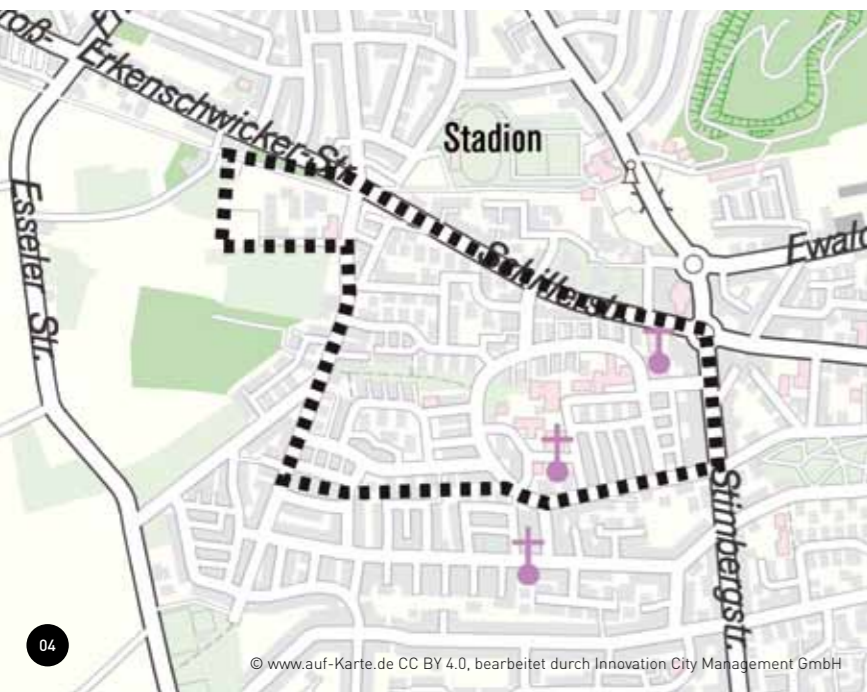 roß-
Erkenschwicker-Str.
Stadion
Esseler Str.
Schillerstr.
Ewald
Stimbergstr.
04
© www.auf-Karte.de CC BY 4.0, bearbeitet durch Innovation City Management GmbH